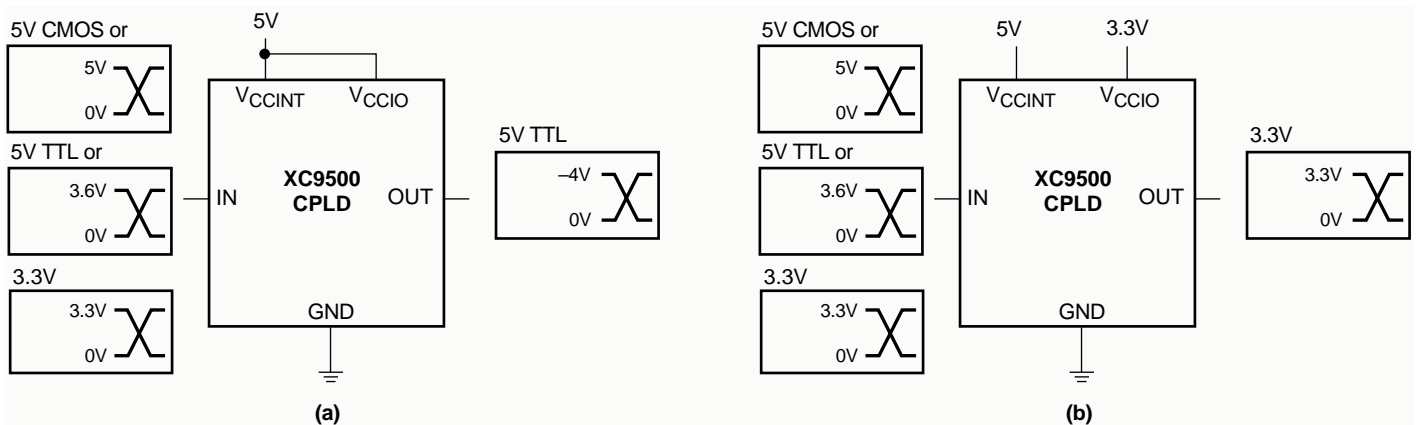 5V CMOS or
5V
0V
5V TTL or
3.6V
0V
3.3V
3.3V
0V
5V
VCCINT
VCCIO
XC9500
CPLD
IN
OUT
GND
5V TTL
–4V
0V
(a)
5V CMOS or
5V
0V
5V TTL or
3.6V
0V
3.3V
3.3V
0V
5V
3.3V
VCCINT
VCCIO
XC9500
CPLD
IN
OUT
GND
3.3V
3.3V
0V
(b)